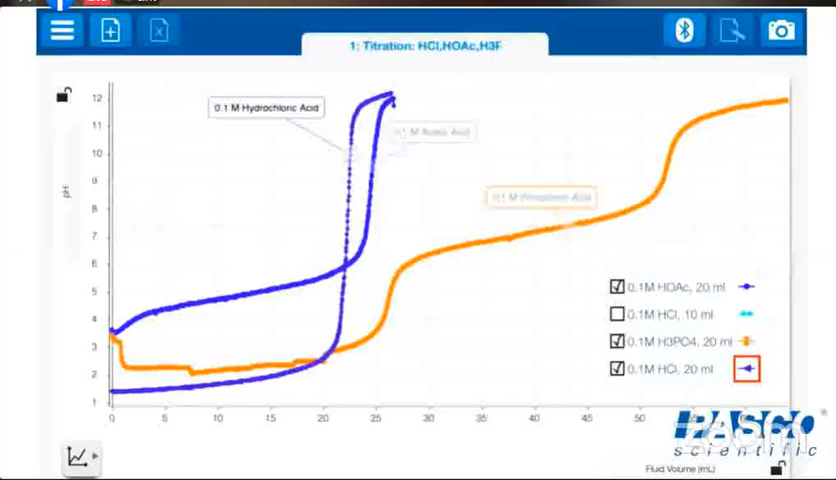 1: Titration: HCl,HOAc,H3F
12
11
10
9
8
7
6
5
4
3
2
1
pH
0.1 M Hydrochloric Acid
0.1 M Acetic Acid
0.1 M Phosphoric Acid
0.1M HOAc, 20 ml
0.1M HCl, 10 ml
0.1M H3PO4, 20 ml
0.1M HCl, 20 ml
0 5 10 15 20 25 30 35 40 45 50
Fluid Volume (mL)
PASCO
scientific
zoom